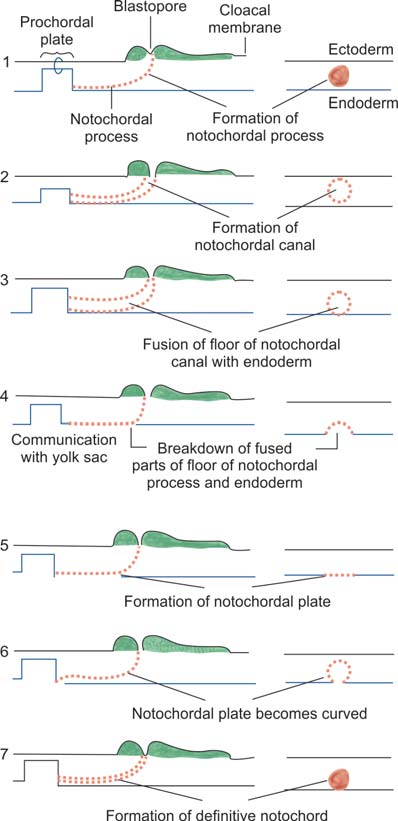 Blastopore
Prochordal
plate
Cloacal
membrane
1
Ectoderm
Endoderm
Notochordal
process
Formation of
notochordal process
2
Formation of
notochordal canal
3
Fusion of floor of notochordal
canal with endoderm
4
Communication
with yolk sac
Breakdown of fused
parts of floor of notochordal
process and endoderm
5
Formation of notochordal plate
6
Notochordal plate becomes curved
7
Formation of definitive notochord